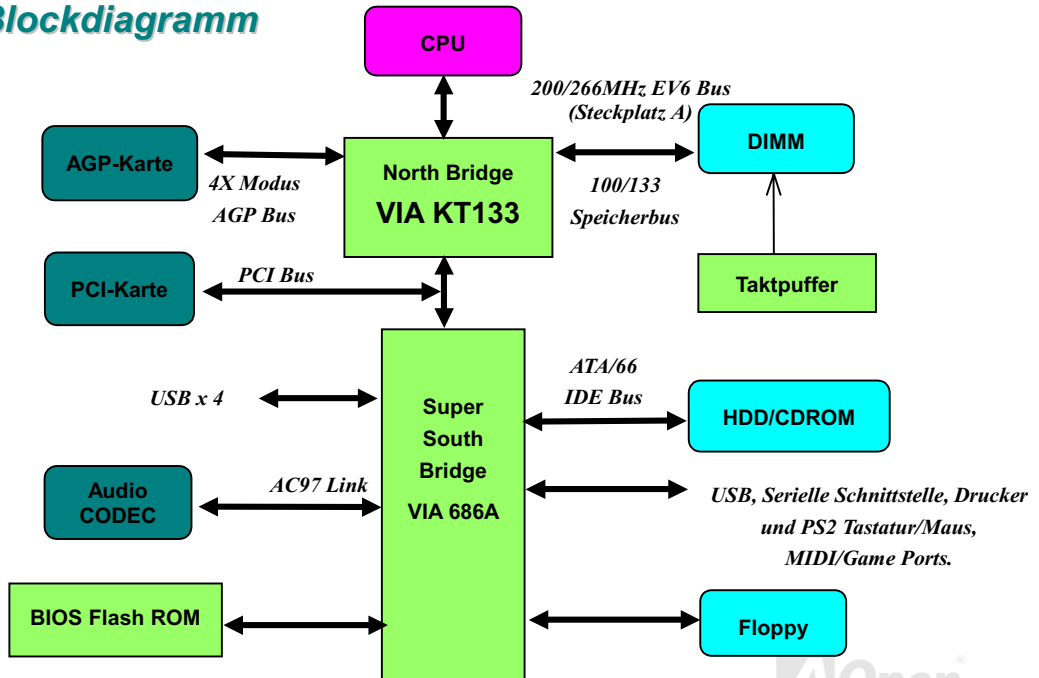 Blockdiagramm
CPU
200/266MHz EV6 Bus
(Steckplatz A)
AGP-Karte
4X Modus
AGP Bus
North Bridge
VIA KT133
DIMM
100/133
Speicherbus
PCI-Karte
PCI Bus
Taktpuffer
USB x 4
Super
South
Bridge
VIA 686A
ATA/66
IDE Bus
HDD/CDROM
Audio
CODEC
AC97 Link
USB, Serielle Schnittstelle, Drucker
und PS2 Tastatur/Maus,
MIDI/Game Ports.
BIOS Flash ROM
Floppy
AOpen
®